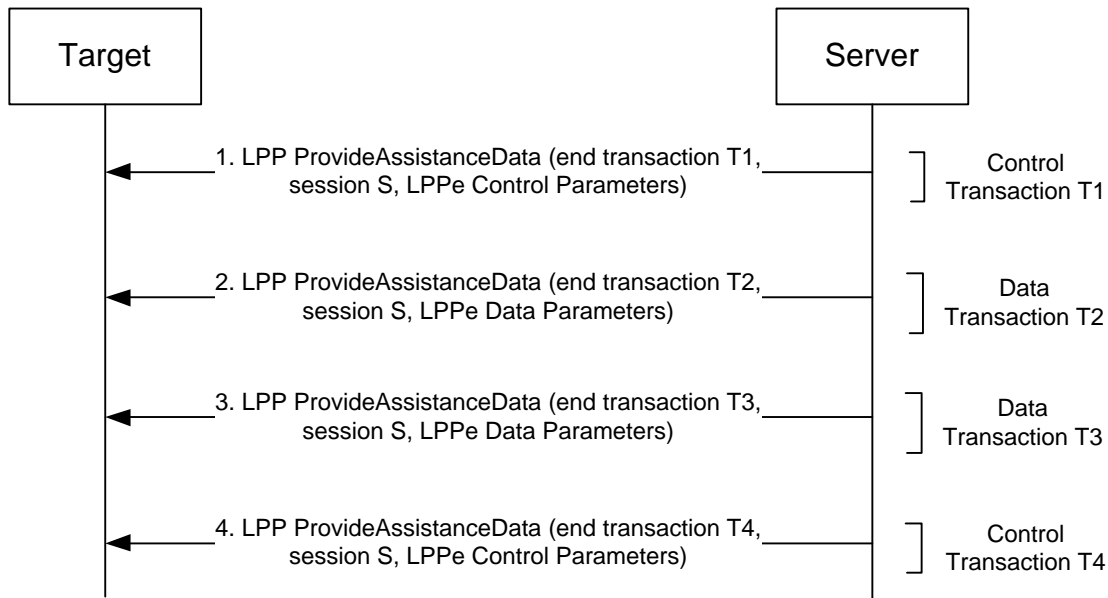 Target
Server
1. LPP ProvideAssistanceData (end transaction T1,
session S, LPPe Control Parameters)
Control
Transaction T1
2. LPP ProvideAssistanceData (end transaction T2,
session S, LPPe Data Parameters)
Data
Transaction T2
3. LPP ProvideAssistanceData (end transaction T3,
session S, LPPe Data Parameters)
Data
Transaction T3
4. LPP ProvideAssistanceData (end transaction T4,
session S, LPPe Control Parameters)
Control
Transaction T4